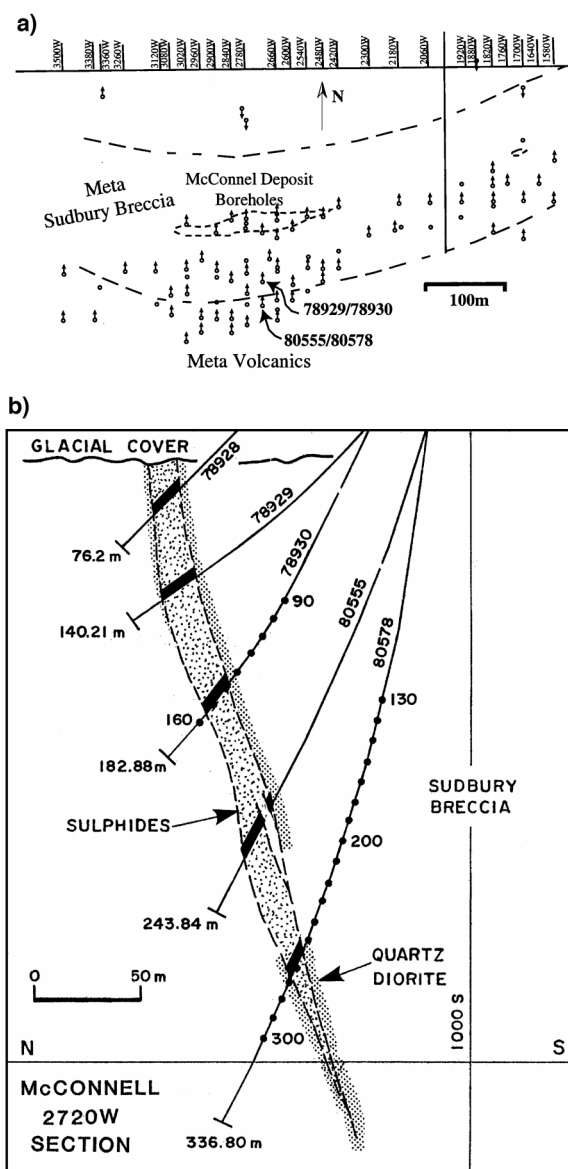 a)
3500W 3380W 3360W 3260W 3120W 3080W 3020W 2960W 2900W 2840W 2780W 2660W 2600W 2540W 2480W 2420W 2300W 2180W 2060W 1920W 1880W 1820W 1760W 1700W 1640W 1580W
N
Meta
Sudbury Breccia
McConnel Deposit
Boreholes
78929/78930
100m
80555/80578
Meta Volcanics
b)
GLACIAL COVER
78928
78929
78930
80555
80578
76.2 m
90
140.21 m
130
160
182.88 m
SUDBURY
BRECCIA
SULPHIDES
200
243.84 m
QUARTZ
DIORITE
0 50 m
300
1000 S
N S
McCONNELL
2720W
SECTION
336.80 m